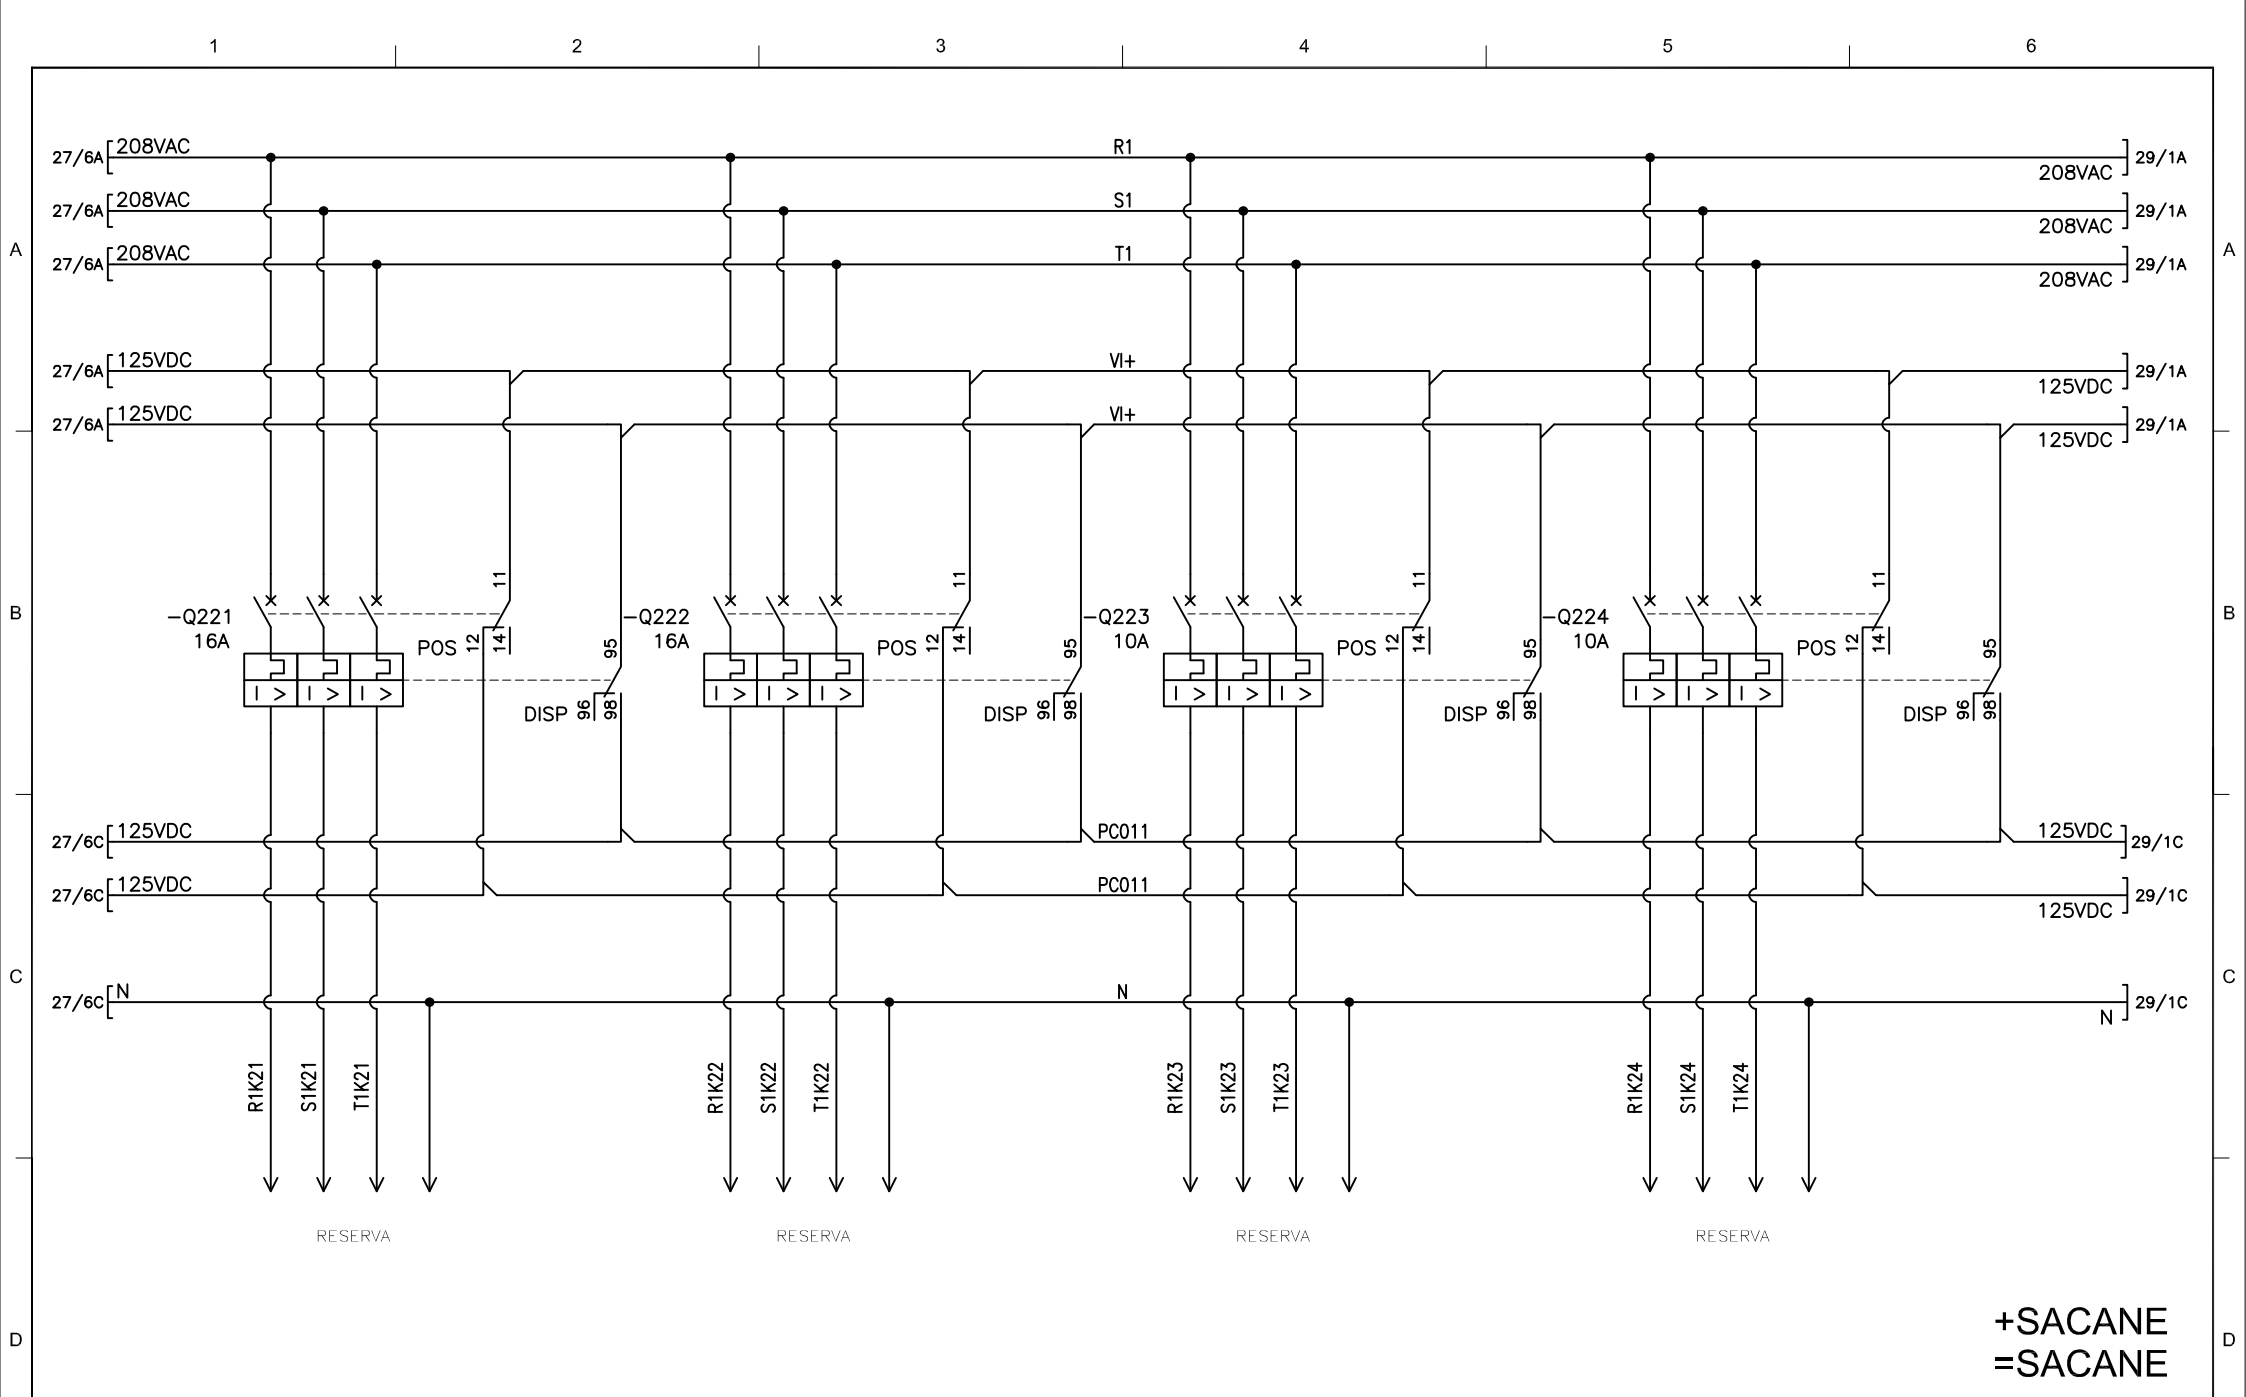 1 2 3 4 5 6
27/6A 208VAC R1 208VAC 29/1A
27/6A 208VAC S1 208VAC 29/1A
A A
27/6A 208VAC T1 208VAC 29/1A
27/6A 125VDC VI+ 125VDC 29/1A
27/6A 125VDC VI+ 125VDC 29/1A
11 11 11 11
B B
-Q221 -Q222 -Q223 -Q224
16A 16A 10A 10A
POS 12 14 95 POS 12 14 95 POS 12 14 95 POS 12 14 95
I > I > I > I > I > I > I > I > I > I > I > I >
DISP 96 98 DISP 96 98 DISP 96 98 DISP 96 98
27/6C 125VDC PC011 125VDC 29/1C
27/6C 125VDC PC011 125VDC 29/1C
C C
27/6C N N N 29/1C
R1K21 S1K21 T1K21 R1K22 S1K22 T1K22 R1K23 S1K23 T1K23 R1K24 S1K24 T1K24
RESERVA RESERVA RESERVA RESERVA
+SACANE
D D
=SACANE